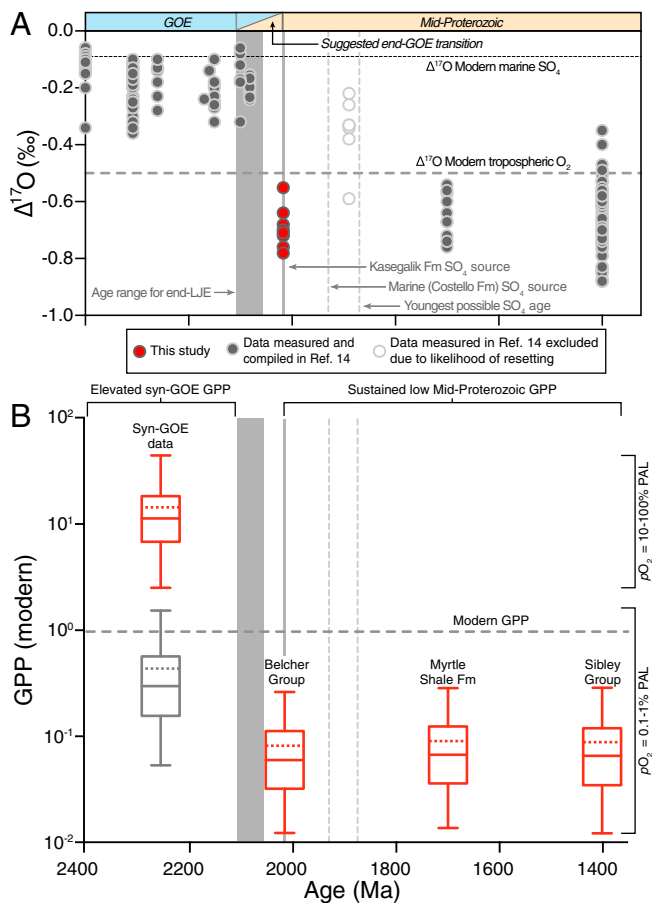 A
GOE
Mid-Proterozoic
0.0
Suggested end-GOE transition
Δ¹⁷O Modern marine SO₄
-0.2
-0.4
Δ¹⁷O Modern tropospheric O₂
Δ¹⁷O (‰)
-0.6
-0.8
Kasegalik Fm SO₄ source
Age range for end-LJE
Marine (Costello Fm) SO₄ source
Youngest possible SO₄ age
-1.0
This study
Data measured and
compiled in Ref. 14
Data measured in Ref. 14 excluded
due to likelihood of resetting
Elevated syn-GOE GPP
Sustained low Mid-Proterozoic GPP
B
10²
Syn-GOE
data
10¹
pO₂ = 10-100% PAL
10⁰
Modern GPP
GPP (modern)
Belcher
Group
Myrtle
Shale Fm
Sibley
Group
10⁻¹
pO₂ = 0.1-1% PAL
10⁻²
2400
2200
2000
1800
1600
1400
Age (Ma)